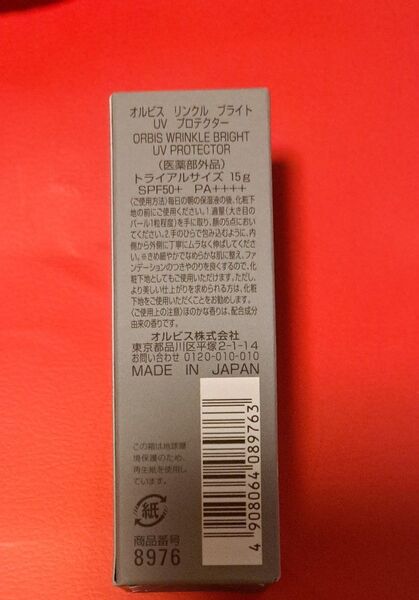 オルビス リンクル ブライト
UV プロテクター
ORBIS WRINKLE BRIGHT
UV PROTECTOR
(医薬部外品)
トライアルサイズ 15g
SPF50+ PA++++
〈ご使用方法〉毎日の朝の保湿液の後、化粧下
地の前にご使用ください。1.適量(大き目の
パール1粒程度)を手に取り、顔の5点におい
てください。2.手のひらで包み込むように、内
側から外側に丁寧にムラなく伸ばしてくださ
い。※きめ細やかでなめらかな肌に整え、ファ
ンデーションのつきやのりを良くするので、化
粧下地としてもご使用いただけます。ただし、
より美しい仕上がりを求められる方は、化粧
下地をご使用いただくことをお勧めします。
〈ご使用上の注意〉ほのかな香りは、配合成分
由来の香りです。
オルビス株式会社
東京都品川区平塚2-1-14
お問い合わせ 0120-010-010
MADE IN JAPAN
この箱は地球環
境保護のため、
再生紙を使用し
ています。
紙
商品番号
8976
4 908064 089763